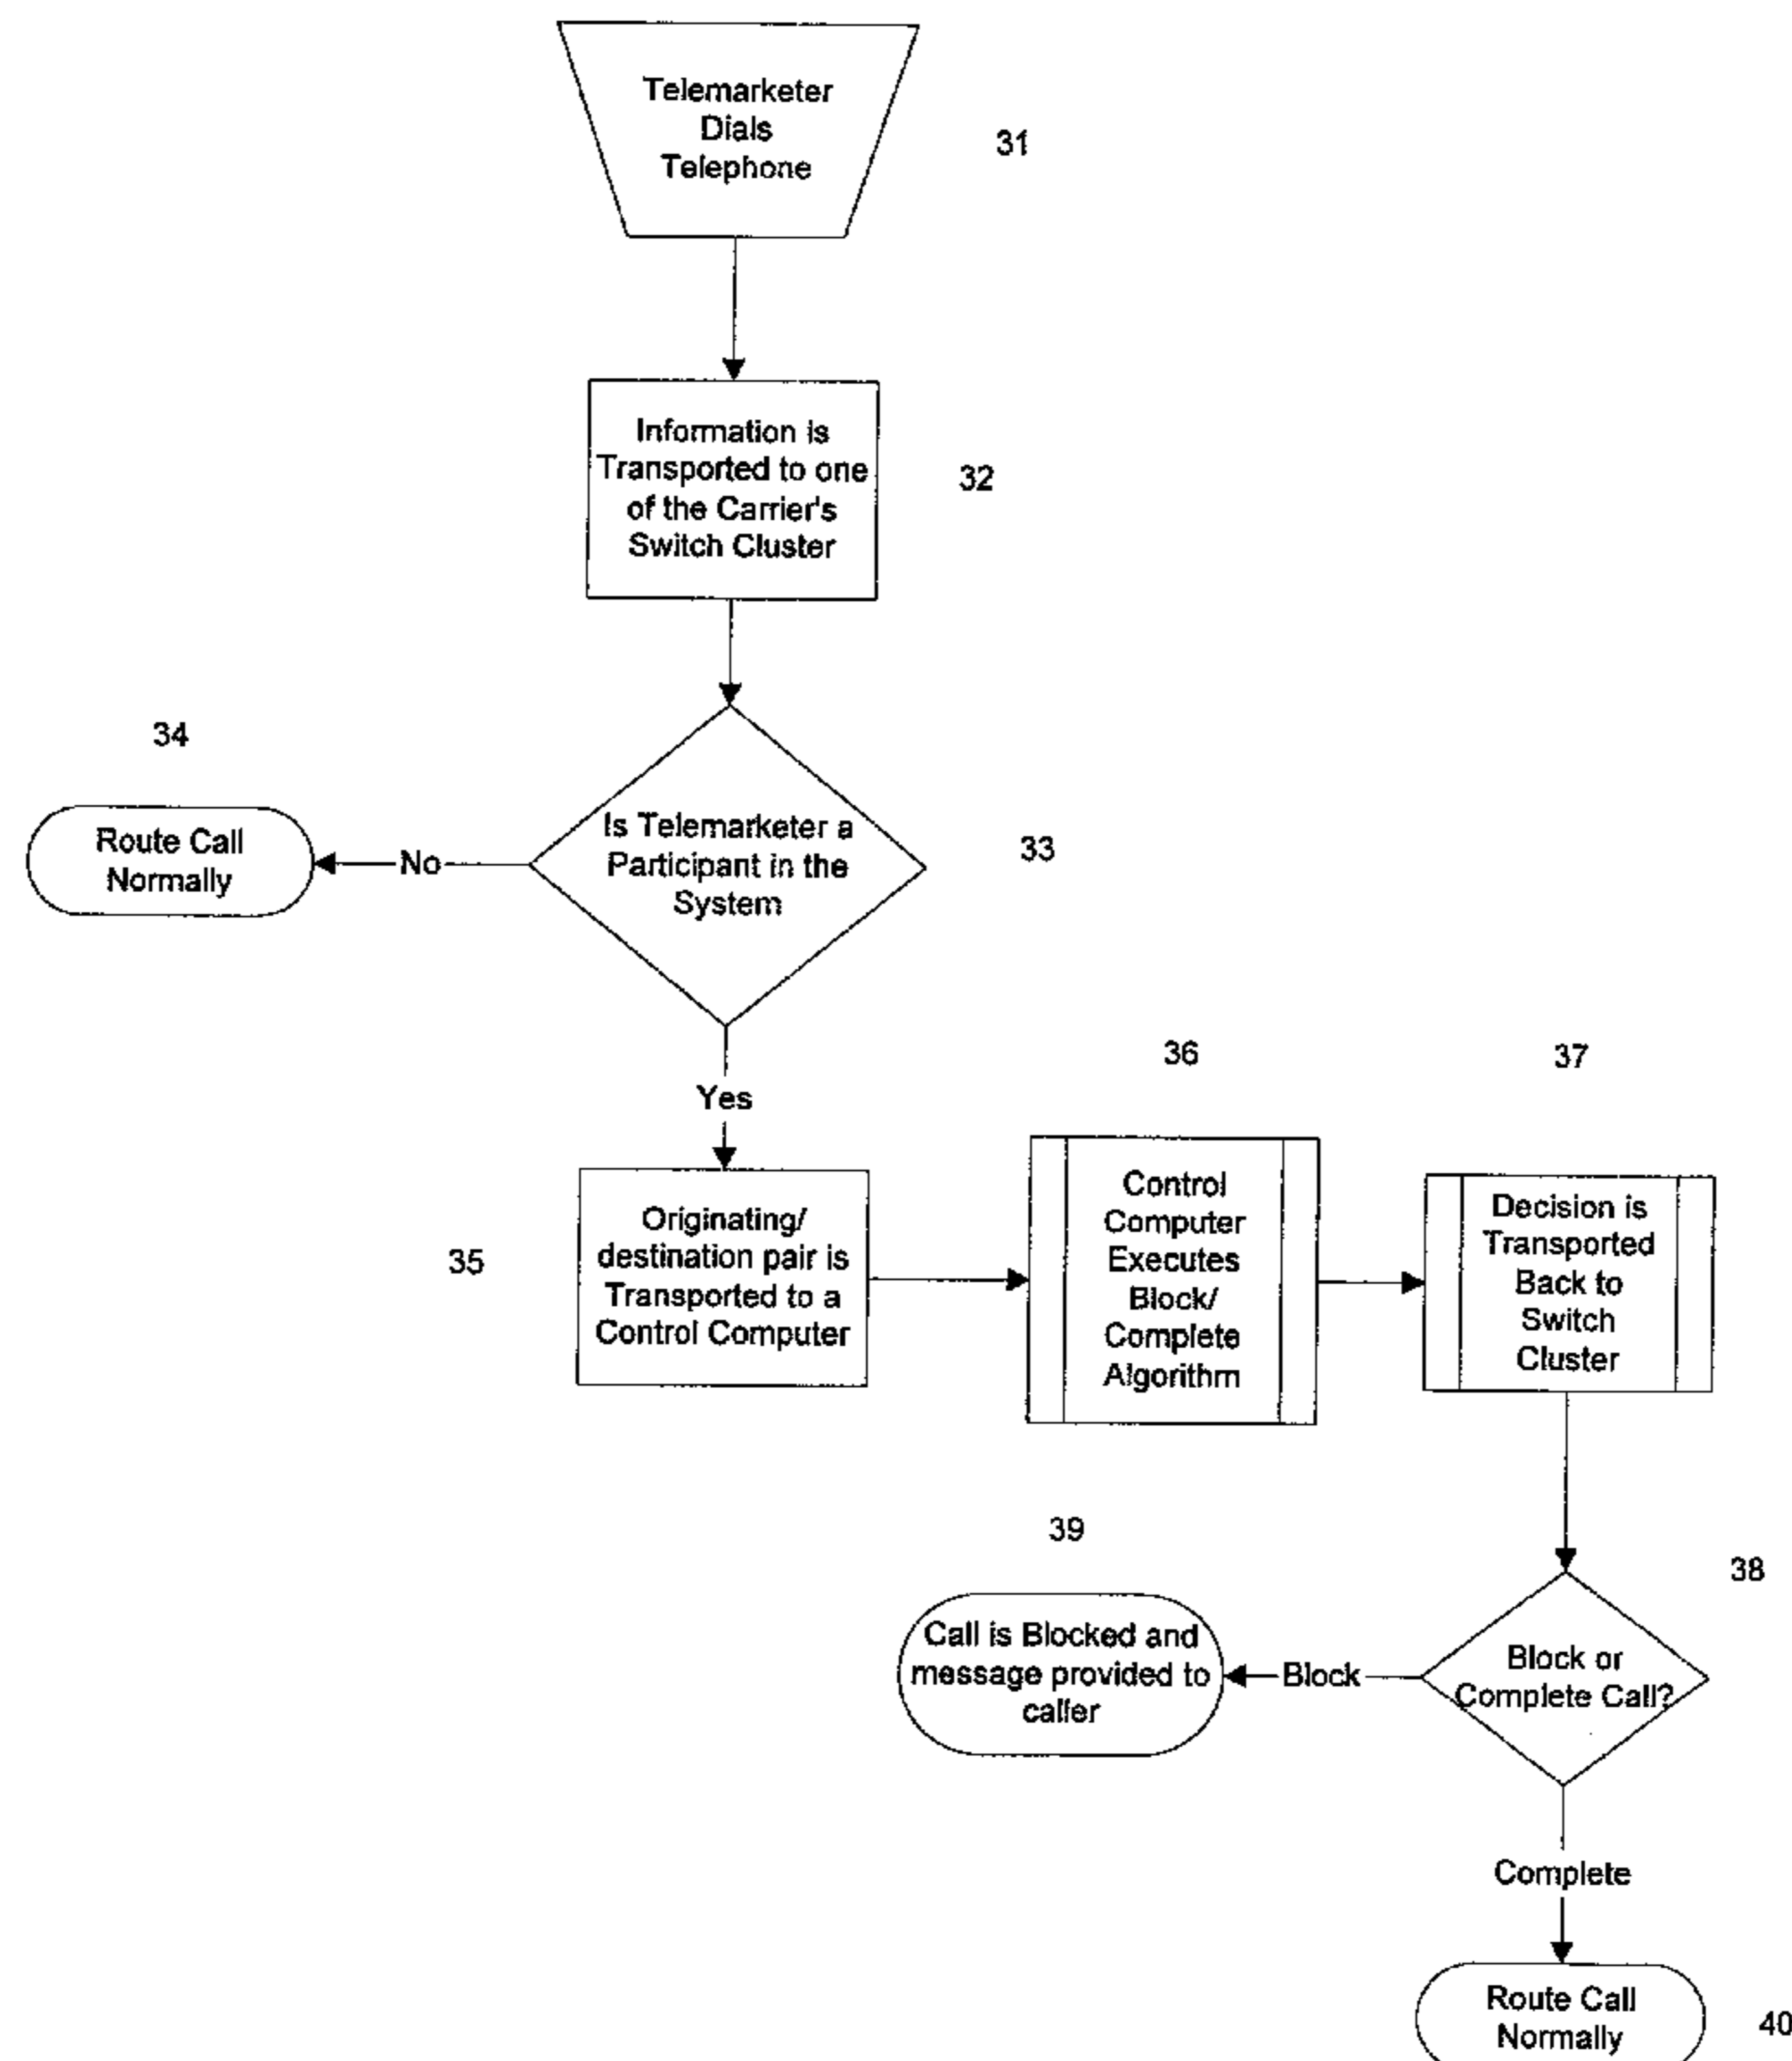 Telemarketer
Dials
Telephone
31
Information is
Transported to one
of the Carrier's
Switch Cluster
32
34
Route Call
Normally
No
Is Telemarketer a
Participant in the
System
33
Yes
35
Originating/
destination pair is
Transported to a
Control Computer
36
Control
Computer
Executes
Block/
Complete
Algorithm
37
Decision is
Transported
Back to
Switch
Cluster
38
Block or
Complete Call?
Block
39
Call is Blocked and
message provided to
caller
Complete
Route Call
Normally
40